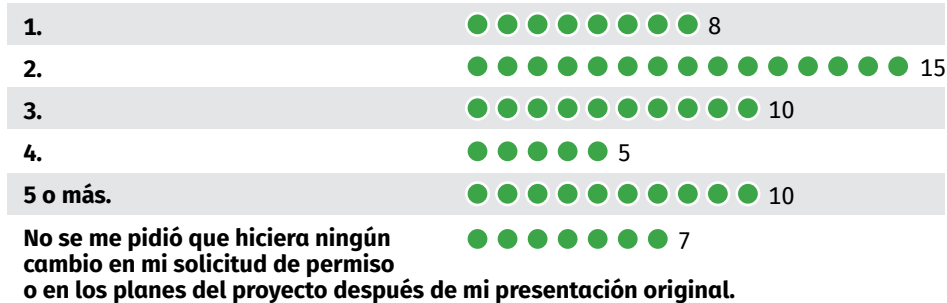 1. 8
2. 15
3. 10
4. 5
5 o más. 10
No se me pidió que hiciera ningún 7
cambio en mi solicitud de permiso
o en los planes del proyecto después de mi presentación original.